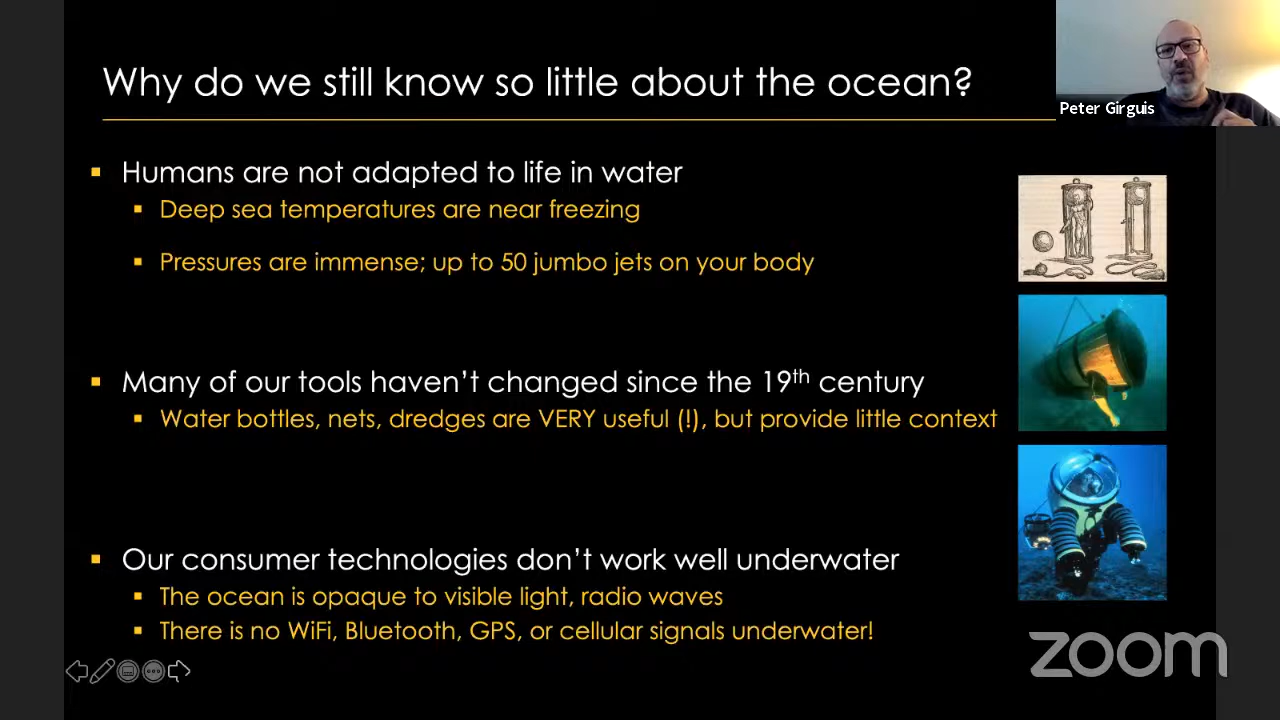 Why do we still know so little about the ocean?
Peter Girguis
Humans are not adapted to life in water
Deep sea temperatures are near freezing
Pressures are immense; up to 50 jumbo jets on your body
Many of our tools haven't changed since the 19th century
Water bottles, nets, dredges are VERY useful (!), but provide little context
Our consumer technologies don't work well underwater
The ocean is opaque to visible light, radio waves
There is no WiFi, Bluetooth, GPS, or cellular signals underwater!
zoom